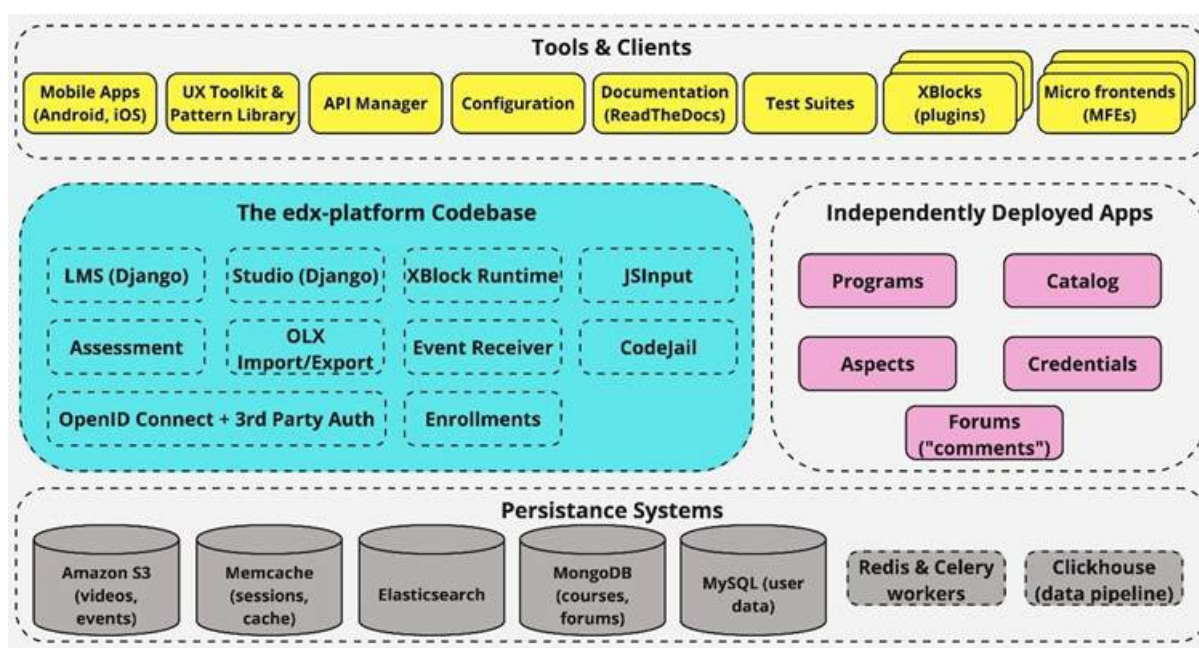 Tools & Clients
Mobile Apps
(Android, iOS)
UX Toolkit &
Pattern Library
API Manager
Configuration
Documentation
(ReadTheDocs)
Test Suites
XBlocks
(plugins)
Micro frontends
(MFEs)
The edx-platform Codebase
LMS (Django)
Studio (Django)
XBlock Runtime
JSInput
Assessment
OLX
Import/Export
Event Receiver
CodeJail
OpenID Connect + 3rd Party Auth
Enrollments
Independently Deployed Apps
Programs
Catalog
Aspects
Credentials
Forums
("comments")
Persistance Systems
Amazon S3
(videos,
events)
Memcache
(sessions,
cache)
Elasticsearch
MongoDB
(courses,
forums)
MySQL (user
data)
Redis & Celery
workers
Clickhouse
(data pipeline)